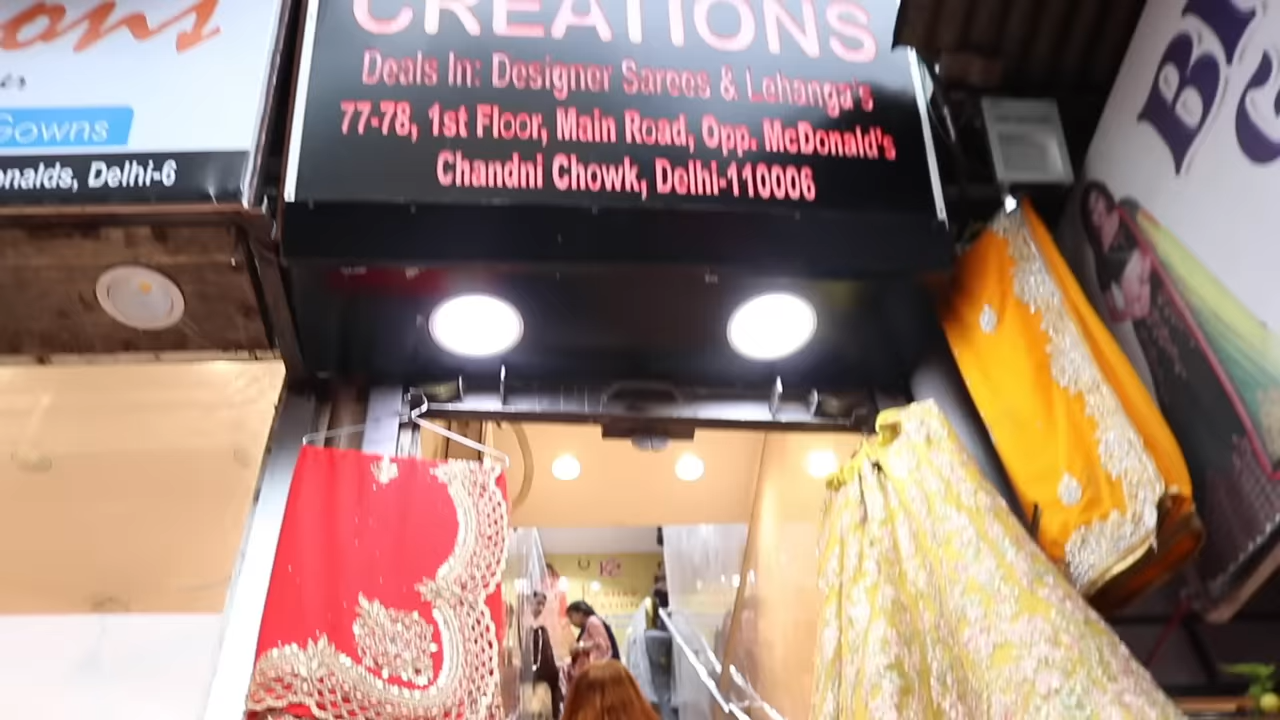 CREATIONS
Deals In: Designer Sarees & Lehanga's
77-78, 1st Floor, Main Road, Opp. McDonald's
Chandni Chowk, Delhi-110006
ons
Gowns
onalds, Delhi-6